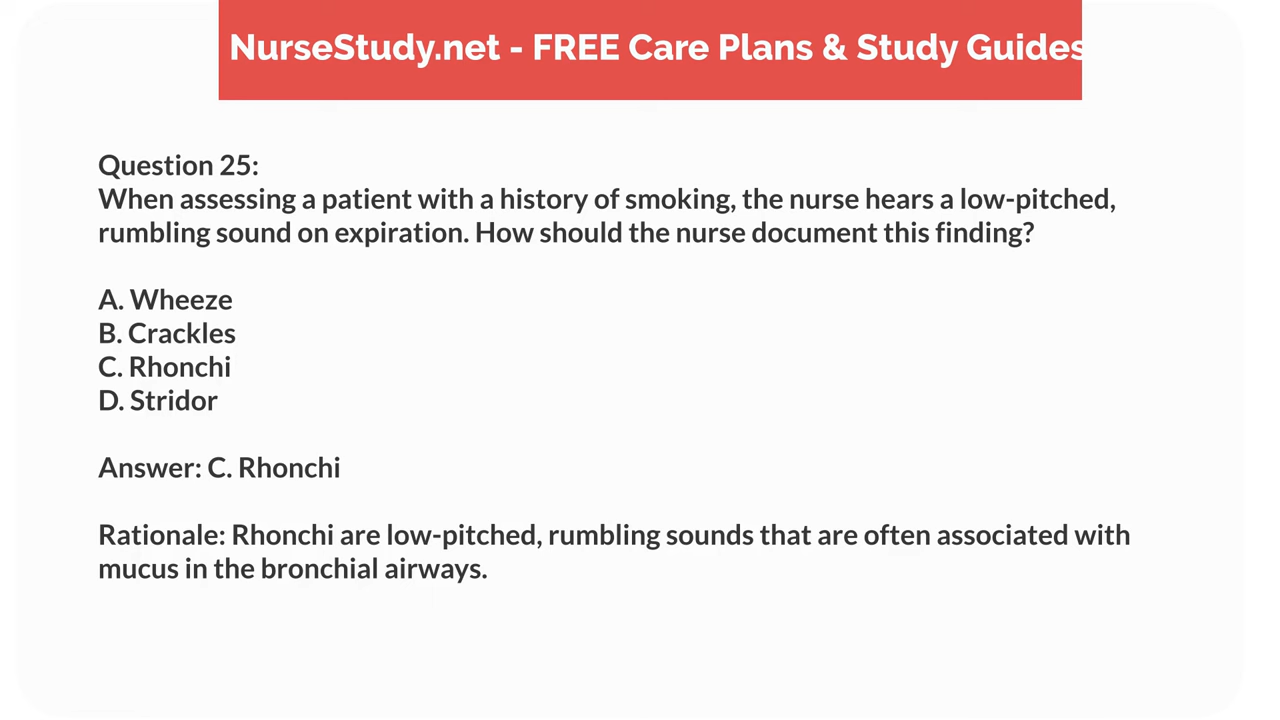 NurseStudy.net - FREE Care Plans & Study Guides
Question 25:
When assessing a patient with a history of smoking, the nurse hears a low-pitched,
rumbling sound on expiration. How should the nurse document this finding?
A. Wheeze
B. Crackles
C. Rhonchi
D. Stridor
Answer: C. Rhonchi
Rationale: Rhonchi are low-pitched, rumbling sounds that are often associated with
mucus in the bronchial airways.